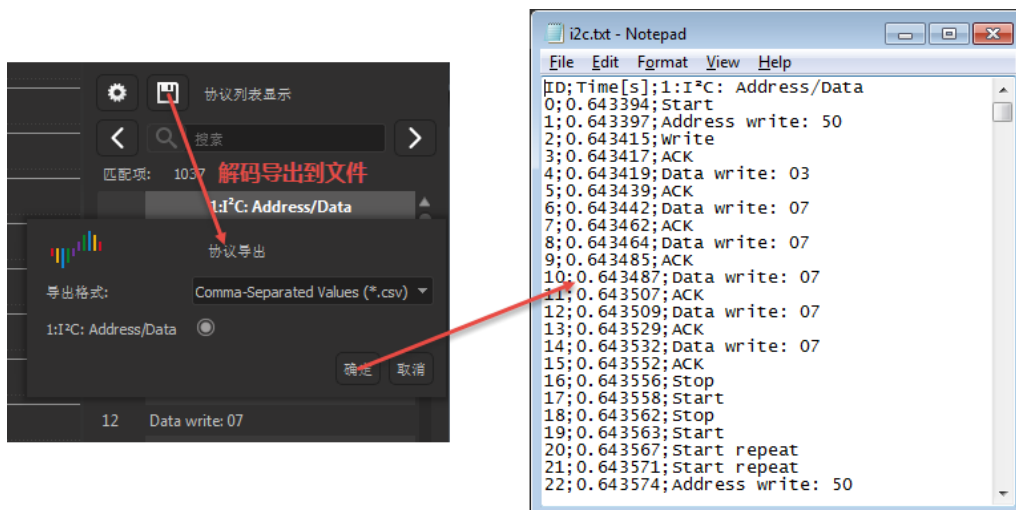 协议列表显示
搜索
匹配项: 1037
解码导出到文件
1:I²C: Address/Data
协议导出
导出格式: Comma-Separated Values (*.csv)
1:I²C: Address/Data
确定 取消
12 Data write: 07
i2c.txt - Notepad
File Edit Format View Help
ID;Time[s];1:I²C: Address/Data
0;0.643394;Start
1;0.643397;Address write: 50
2;0.643415;Write
3;0.643417;ACK
4;0.643419;Data write: 03
5;0.643439;ACK
6;0.643442;Data write: 07
7;0.643462;ACK
8;0.643464;Data write: 07
9;0.643485;ACK
10;0.643487;Data write: 07
11;0.643507;ACK
12;0.643509;Data write: 07
13;0.643529;ACK
14;0.643532;Data write: 07
15;0.643552;ACK
16;0.643556;Stop
17;0.643558;Start
18;0.643562;Stop
19;0.643563;Start
20;0.643567;Start repeat
21;0.643571;Start repeat
22;0.643574;Address write: 50